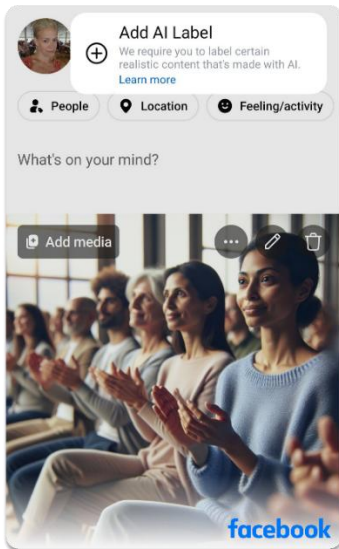 Add AI Label
We require you to label certain
realistic content that's made with AI.
Learn more
People
Location
Feeling/activity
What's on your mind?
Add media
facebook